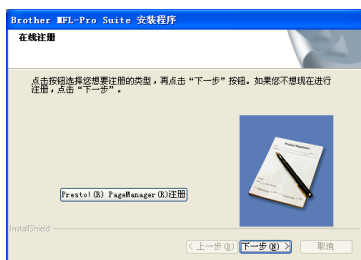 Brother MFL-Pro Suite 安装程序
在线注册
点击按钮选择您想要注册的类型，再点击“下一步”按钮。如果您不想现在进行
注册，点击“下一步”。
Presto!(R) PageManager(R)注册
InstallShield
< 上一步(B) 下一步(N) > 取消